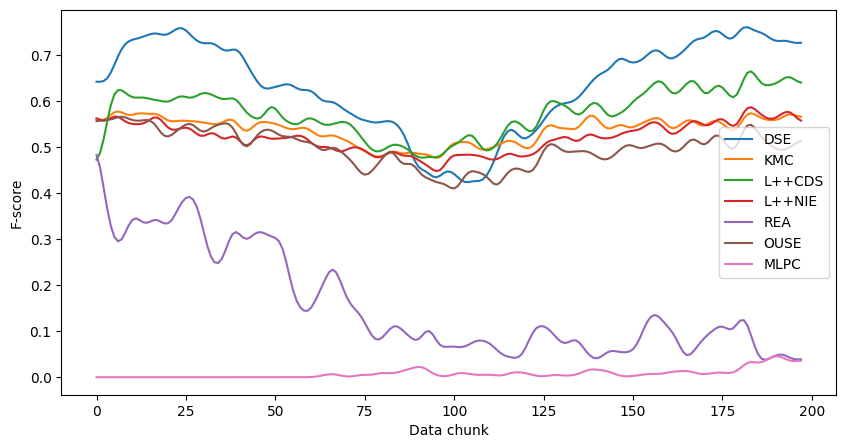 0.7
0.6
0.5
0.4
0.3
0.2
0.1
0.0
F-score
0
25
50
75
100
125
150
175
200
Data chunk
DSE
KMC
L++CDS
L++NIE
REA
OUSE
MLPC